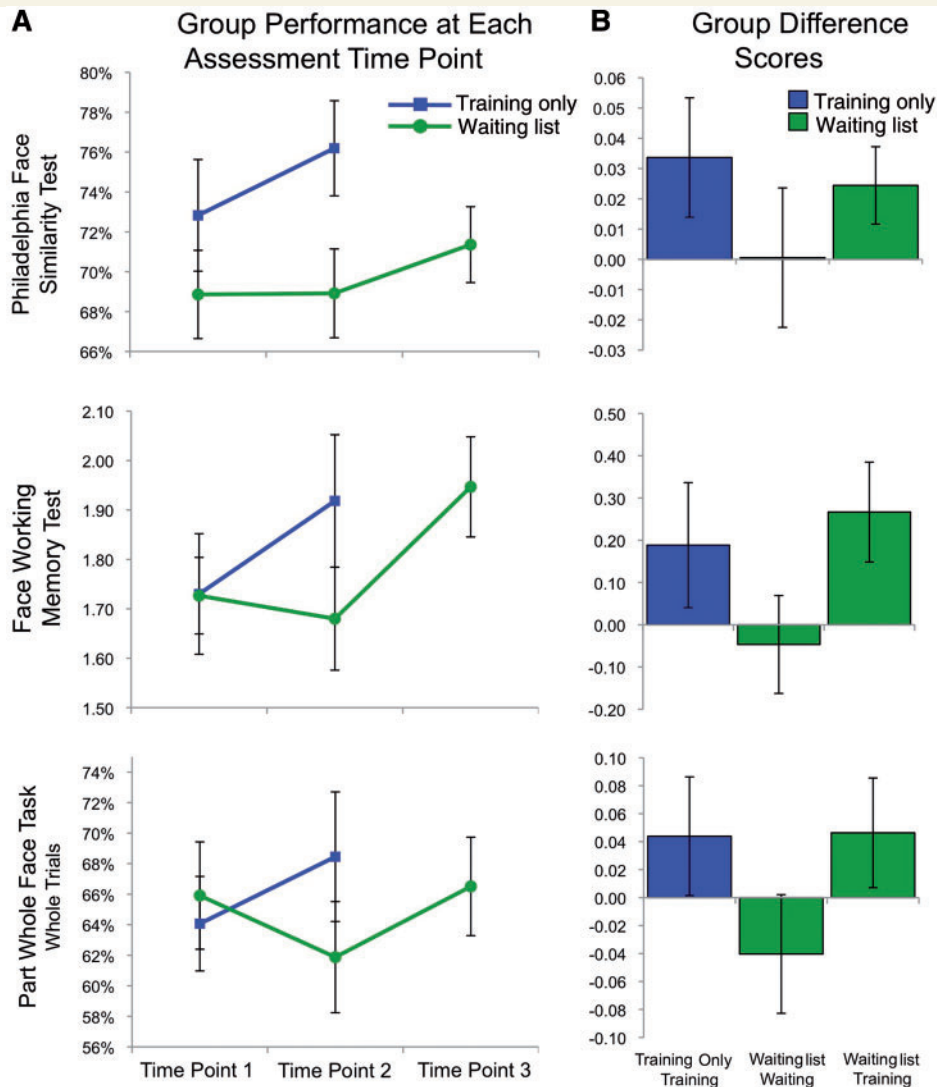 A
Group Performance at Each
Assessment Time Point
Philadelphia Face
Similarity Test
80%
78%
76%
74%
72%
70%
68%
66%
Training only
Waiting list
Face Working
Memory Test
2.10
2.00
1.90
1.80
1.70
1.60
1.50
Part Whole Face Task
Whole Trials
74%
72%
70%
68%
66%
64%
62%
60%
58%
56%
Time Point 1 Time Point 2 Time Point 3
B
Group Difference
Scores
0.06
0.05
0.04
0.03
0.02
0.01
0.00
-0.01
-0.02
-0.03
Training only
Waiting list
0.50
0.40
0.30
0.20
0.10
0.00
-0.10
-0.20
0.10
0.08
0.06
0.04
0.02
0.00
-0.02
-0.04
-0.06
-0.08
-0.10
Training Only
Training
Waiting list
Waiting
Waiting list
Training